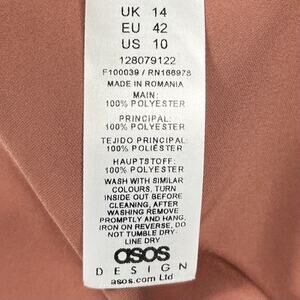 UK 14
EU 42
US 10
128079122
F100039 / RN166978
MADE IN ROMANIA
MAIN:
100% POLYESTER
PRINCIPAL:
100% POLYESTER
TEJIDO PRINCIPAL:
100% POLIÉSTER
HAUPTSTOFF:
100% POLYESTER
WASH WITH SIMILAR
COLOURS, TURN
INSIDE OUT BEFORE
CLEANING, AFTER
WASHING REMOVE
PROMPTLY AND HANG,
IRON ON REVERSE, DO
NOT TUMBLE DRY-
LINE DRY
asos
DESIGN
asos.com Ltd